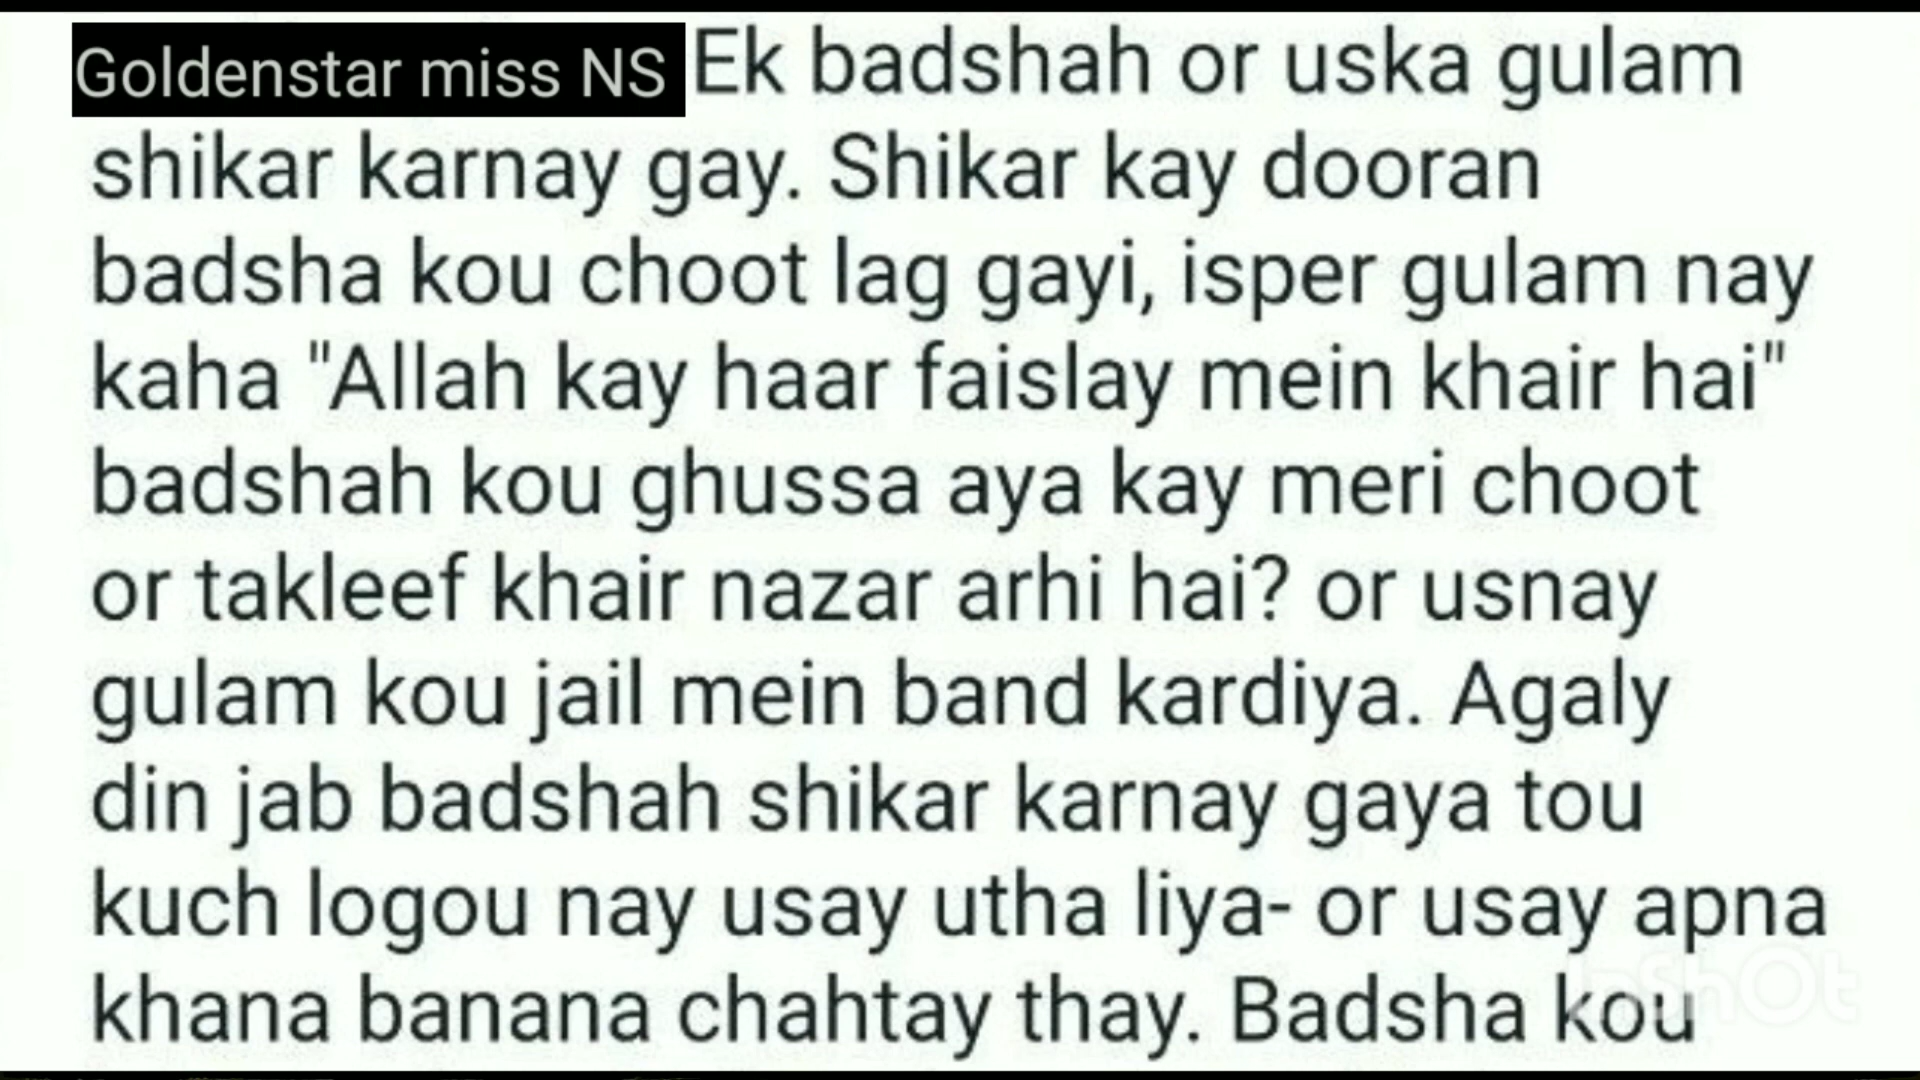 Goldenstar miss NS Ek badshah or uska gulam
shikar karnay gay. Shikar kay dooran
badsha kou choot lag gayi, isper gulam nay
kaha "Allah kay haar faislay mein khair hai"
badshah kou ghussa aya kay meri choot
or takleef khair nazar arhi hai? or usnay
gulam kou jail mein band kardiya. Agaly
din jab badshah shikar karnay gaya tou
kuch logou nay usay utha liya- or usay apna
khana banana chahtay thay. Badsha kou
InShOt